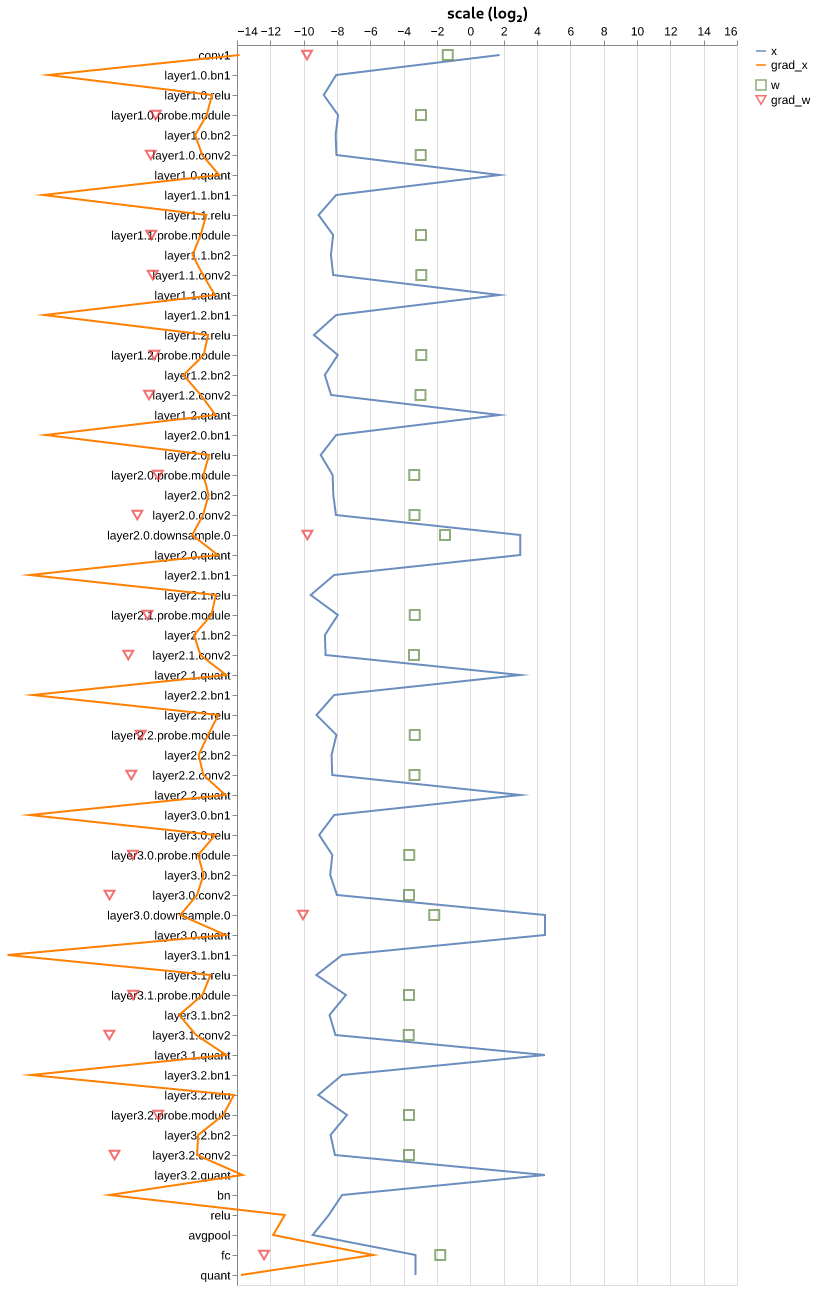 scale (log₂)
−14 −12 −10 −8 −6 −4 −2 0 2 4 6 8 10 12 14 16
x
grad_x
w
grad_w
conv1
layer1.0.bn1
layer1.0.relu
layer1.0.probe.module
layer1.0.bn2
layer1.0.conv2
layer1.0.quant
layer1.1.bn1
layer1.1.relu
layer1.1.probe.module
layer1.1.bn2
layer1.1.conv2
layer1.1.quant
layer1.2.bn1
layer1.2.relu
layer1.2.probe.module
layer1.2.bn2
layer1.2.conv2
layer1.2.quant
layer2.0.bn1
layer2.0.relu
layer2.0.probe.module
layer2.0.bn2
layer2.0.conv2
layer2.0.downsample.0
layer2.0.quant
layer2.1.bn1
layer2.1.relu
layer2.1.probe.module
layer2.1.bn2
layer2.1.conv2
layer2.1.quant
layer2.2.bn1
layer2.2.relu
layer2.2.probe.module
layer2.2.bn2
layer2.2.conv2
layer2.2.quant
layer3.0.bn1
layer3.0.relu
layer3.0.probe.module
layer3.0.bn2
layer3.0.conv2
layer3.0.downsample.0
layer3.0.quant
layer3.1.bn1
layer3.1.relu
layer3.1.probe.module
layer3.1.bn2
layer3.1.conv2
layer3.1.quant
layer3.2.bn1
layer3.2.relu
layer3.2.probe.module
layer3.2.bn2
layer3.2.conv2
layer3.2.quant
bn
relu
avgpool
fc
quant